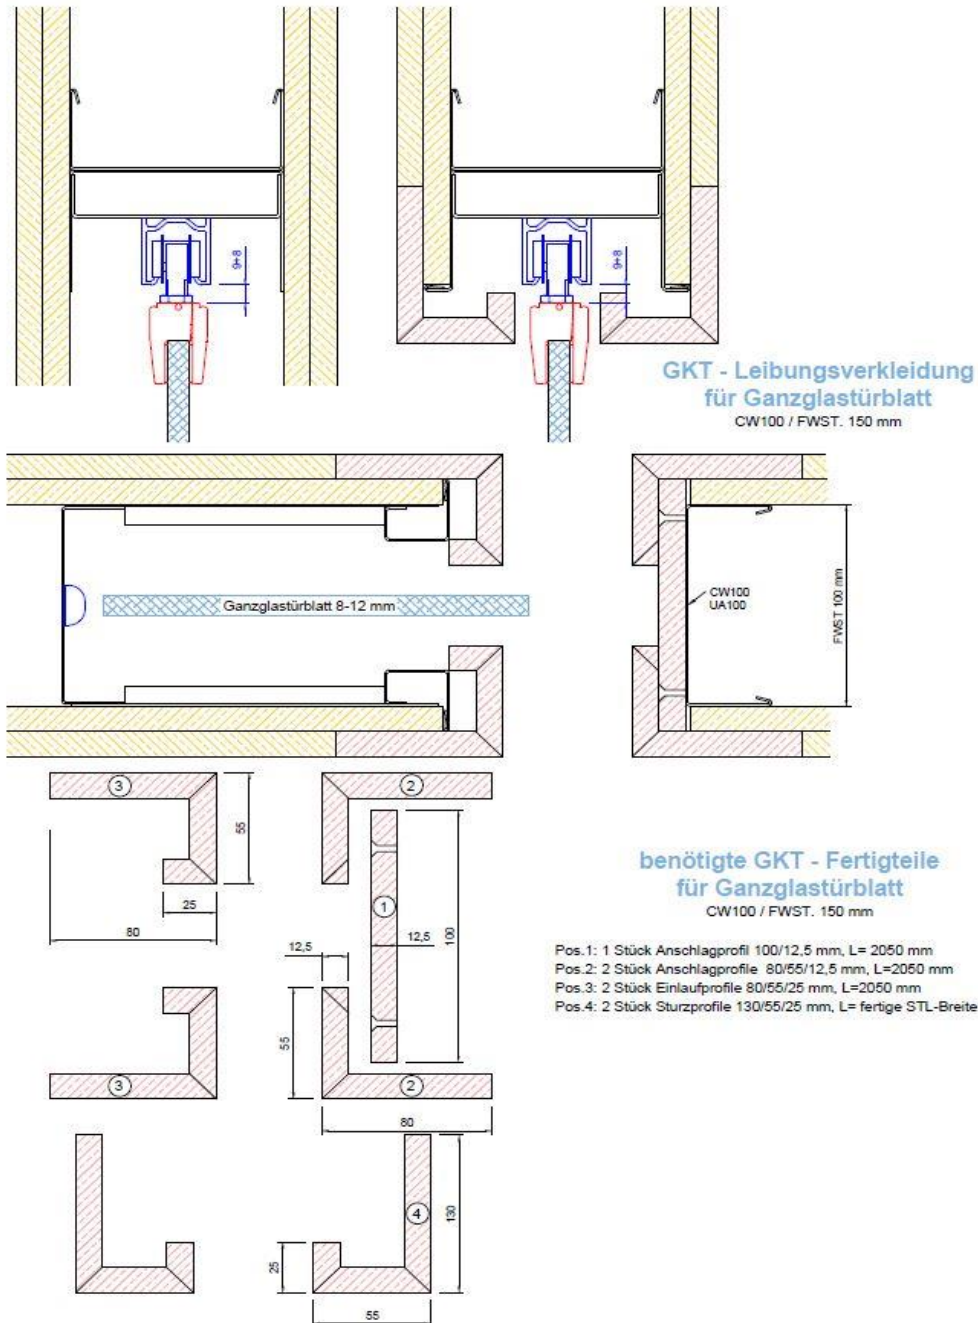 9+8
9+8
GKT - Leibungsverkleidung
für Ganzglastürblatt
CW100 / FWST. 150 mm
Ganzglastürblatt 8-12 mm
CW100
UA100
FWST 100 mm
3
2
55
25
80
1
12,5
12,5
100
benötigte GKT - Fertigteile
für Ganzglastürblatt
CW100 / FWST. 150 mm
Pos.1: 1 Stück Anschlagprofil 100/12,5 mm, L= 2050 mm
Pos.2: 2 Stück Anschlagprofile 80/55/12,5 mm, L=2050 mm
Pos.3: 2 Stück Einlaufprofile 80/55/25 mm, L=2050 mm
Pos.4: 2 Stück Sturzprofile 130/55/25 mm, L= fertige STL-Breite
55
3
2
80
4
130
25
55